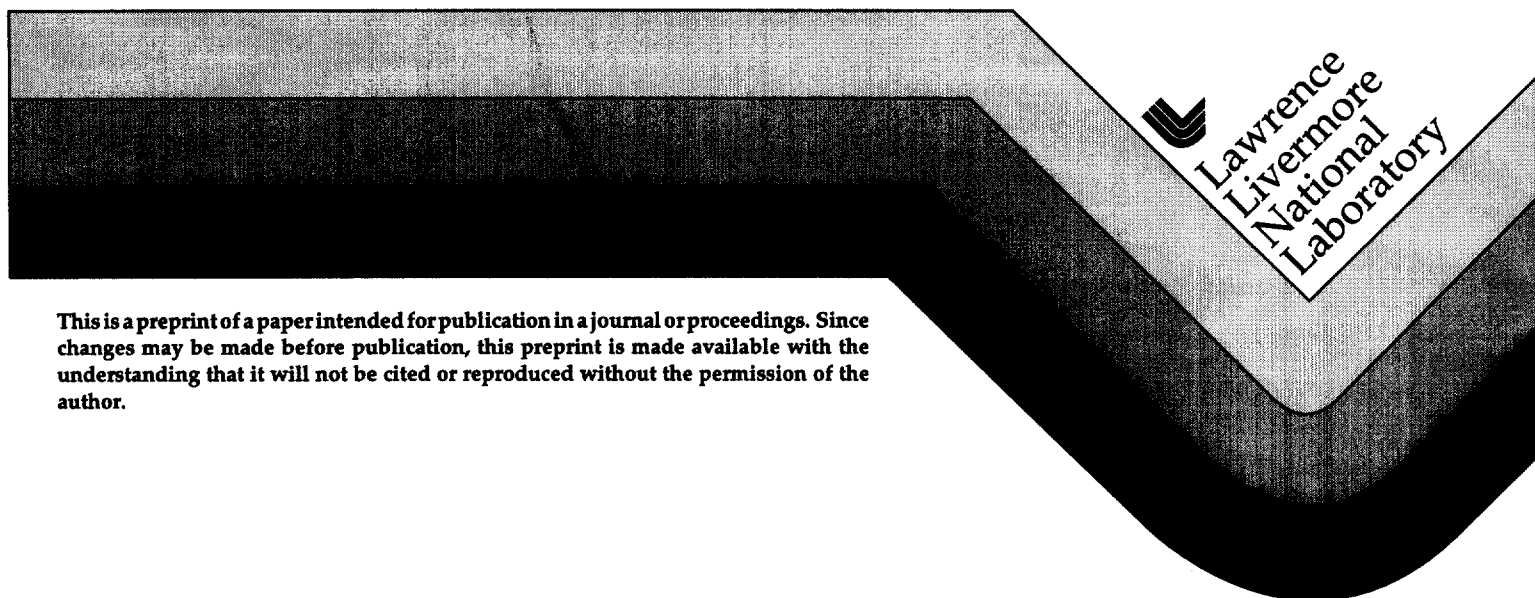 Lawrence
Livermore
National
Laboratory
This is a preprint of a paper intended for publication in a journal or proceedings. Since
changes may be made before publication, this preprint is made available with the
understanding that it will not be cited or reproduced without the permission of the
author.